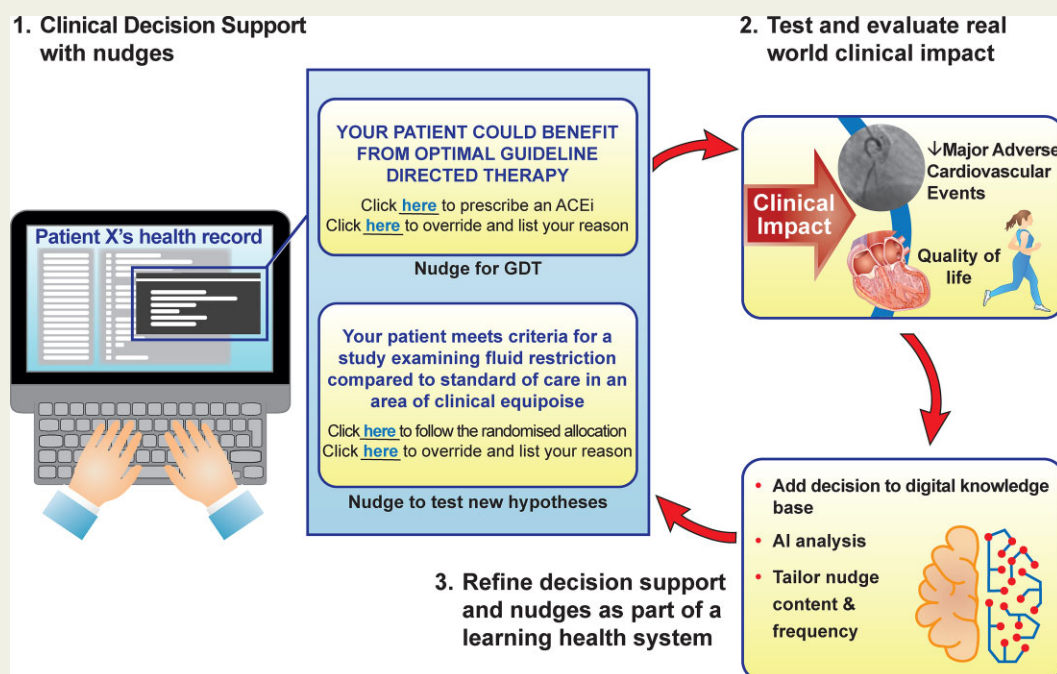 1. Clinical Decision Support
with nudges
Patient X's health record
YOUR PATIENT COULD BENEFIT
FROM OPTIMAL GUIDELINE
DIRECTED THERAPY
Click here to prescribe an ACEi
Click here to override and list your reason
Nudge for GDT
Your patient meets criteria for a
study examining fluid restriction
compared to standard of care in an
area of clinical equipoise
Click here to follow the randomised allocation
Click here to override and list your reason
Nudge to test new hypotheses
2. Test and evaluate real
world clinical impact
Clinical
Impact
↓Major Adverse
Cardiovascular
Events
Quality of
life
3. Refine decision support
and nudges as part of a
learning health system
• Add decision to digital knowledge
base
• AI analysis
• Tailor nudge
content &
frequency